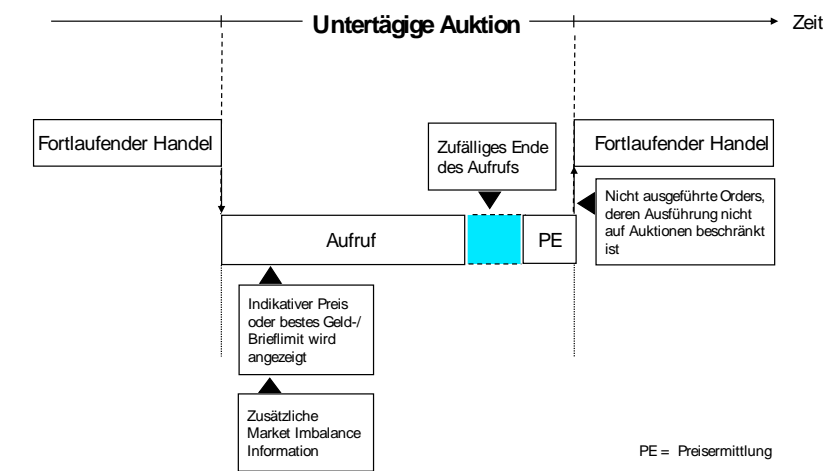 Untertägige Auktion
Zeit
Fortlaufender Handel
Zufälliges Ende
des Aufrufs
Fortlaufender Handel
Nicht ausgeführte Orders,
deren Ausführung nicht
auf Auktionen beschränkt
ist
Aufruf
PE
Indikativer Preis
oder bestes Geld-/
Brieflimit wird
angezeigt
Zusätzliche
Market Imbalance
Information
PE = Preisermittlung